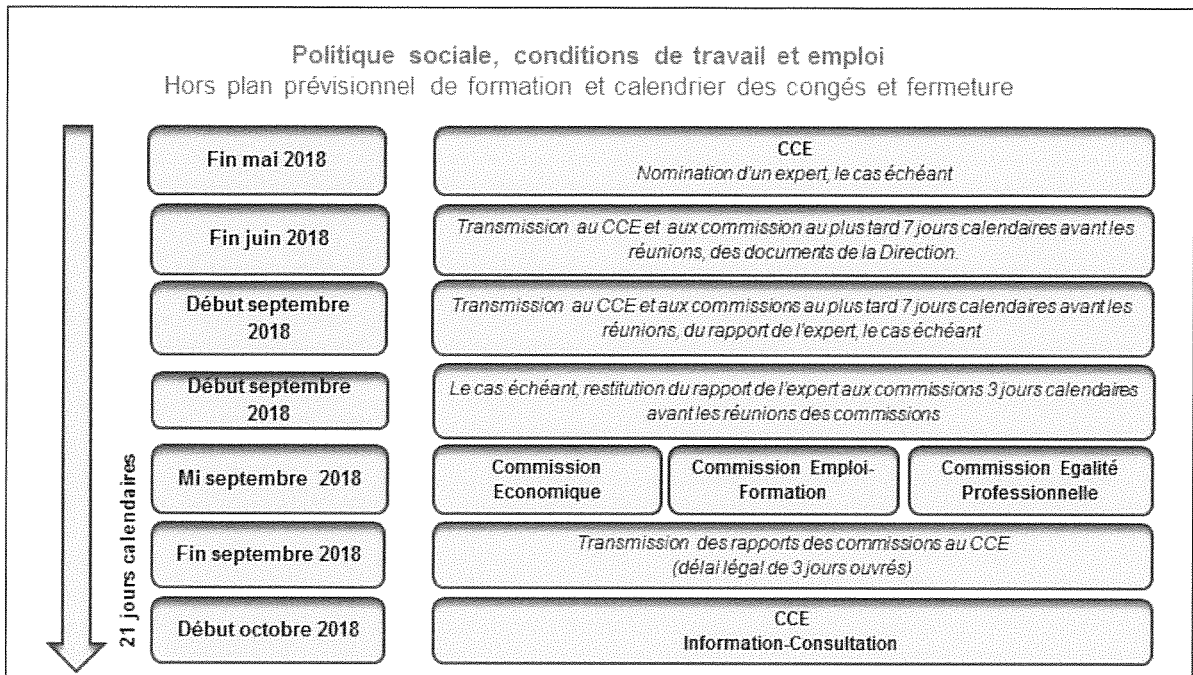 Politique sociale, conditions de travail et emploi
Hors plan prévisionnel de formation et calendrier des congés et fermeture
Fin mai 2018
CCE
Nomination d'un expert, le cas échéant
Fin juin 2018
Transmission au CCE et aux commission au plus tard 7 jours calendaires avant les
réunions, des documents de la Direction
Début septembre
2018
Transmission au CCE et aux commissions au plus tard 7 jours calendaires avant les
réunions, du rapport de l'expert, le cas échéant
Début septembre
2018
Le cas échéant, restitution du rapport de l'expert aux commissions 3 jours calendaires
avant les réunions des commissions
Mi septembre 2018
Commission
Economique
Commission Emploi-
Formation
Commission Egalité
Professionnelle
Fin septembre 2018
Transmission des rapports des commissions au CCE
(délai légal de 3 jours ouvrés)
Début octobre 2018
CCE
Information-Consultation
21 jours calendaires